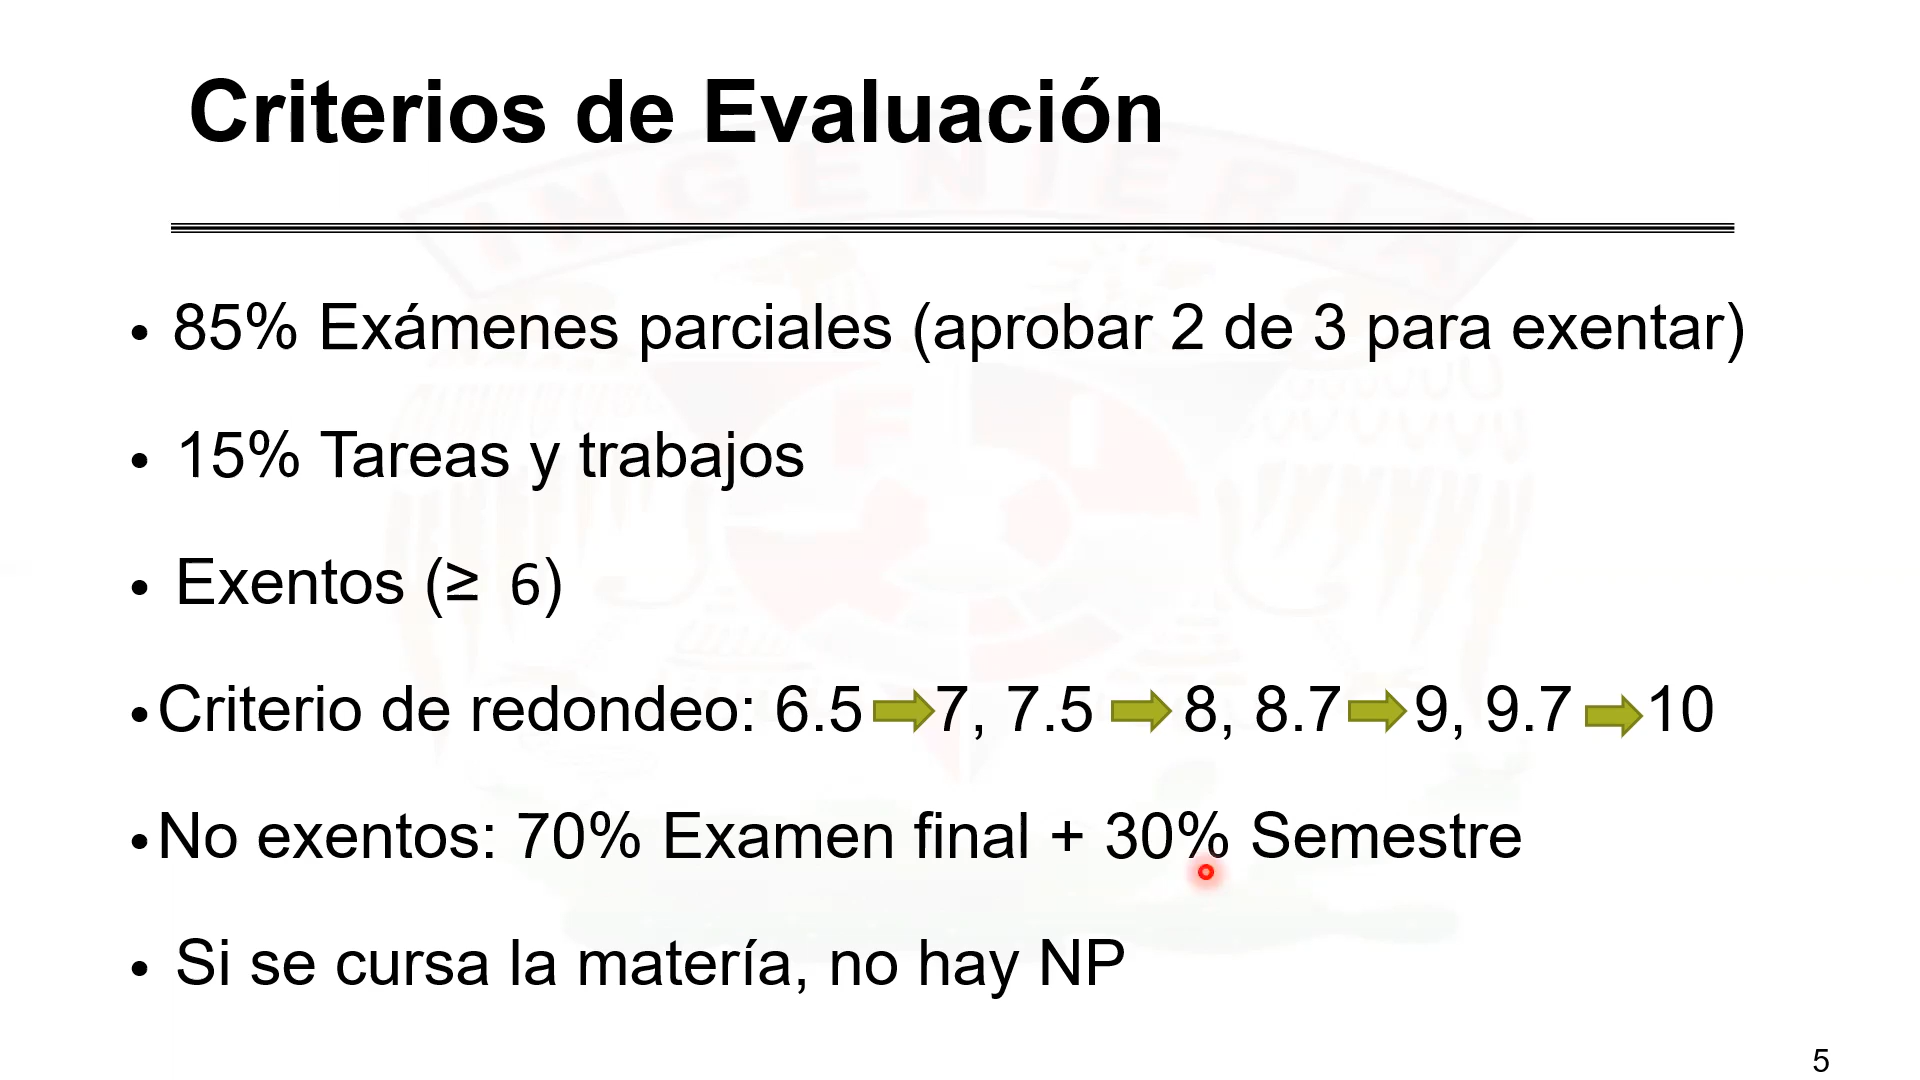 Criterios de Evaluación
INGENIERIA
• 85% Exámenes parciales (aprobar 2 de 3 para exentar)
F I
• 15% Tareas y trabajos
• Exentos (≥ 6)
• Criterio de redondeo: 6.5 ➡ 7, 7.5 ➡ 8, 8.7 ➡ 9, 9.7 ➡ 10
• No exentos: 70% Examen final + 30% Semestre
• Si se cursa la matería, no hay NP
5